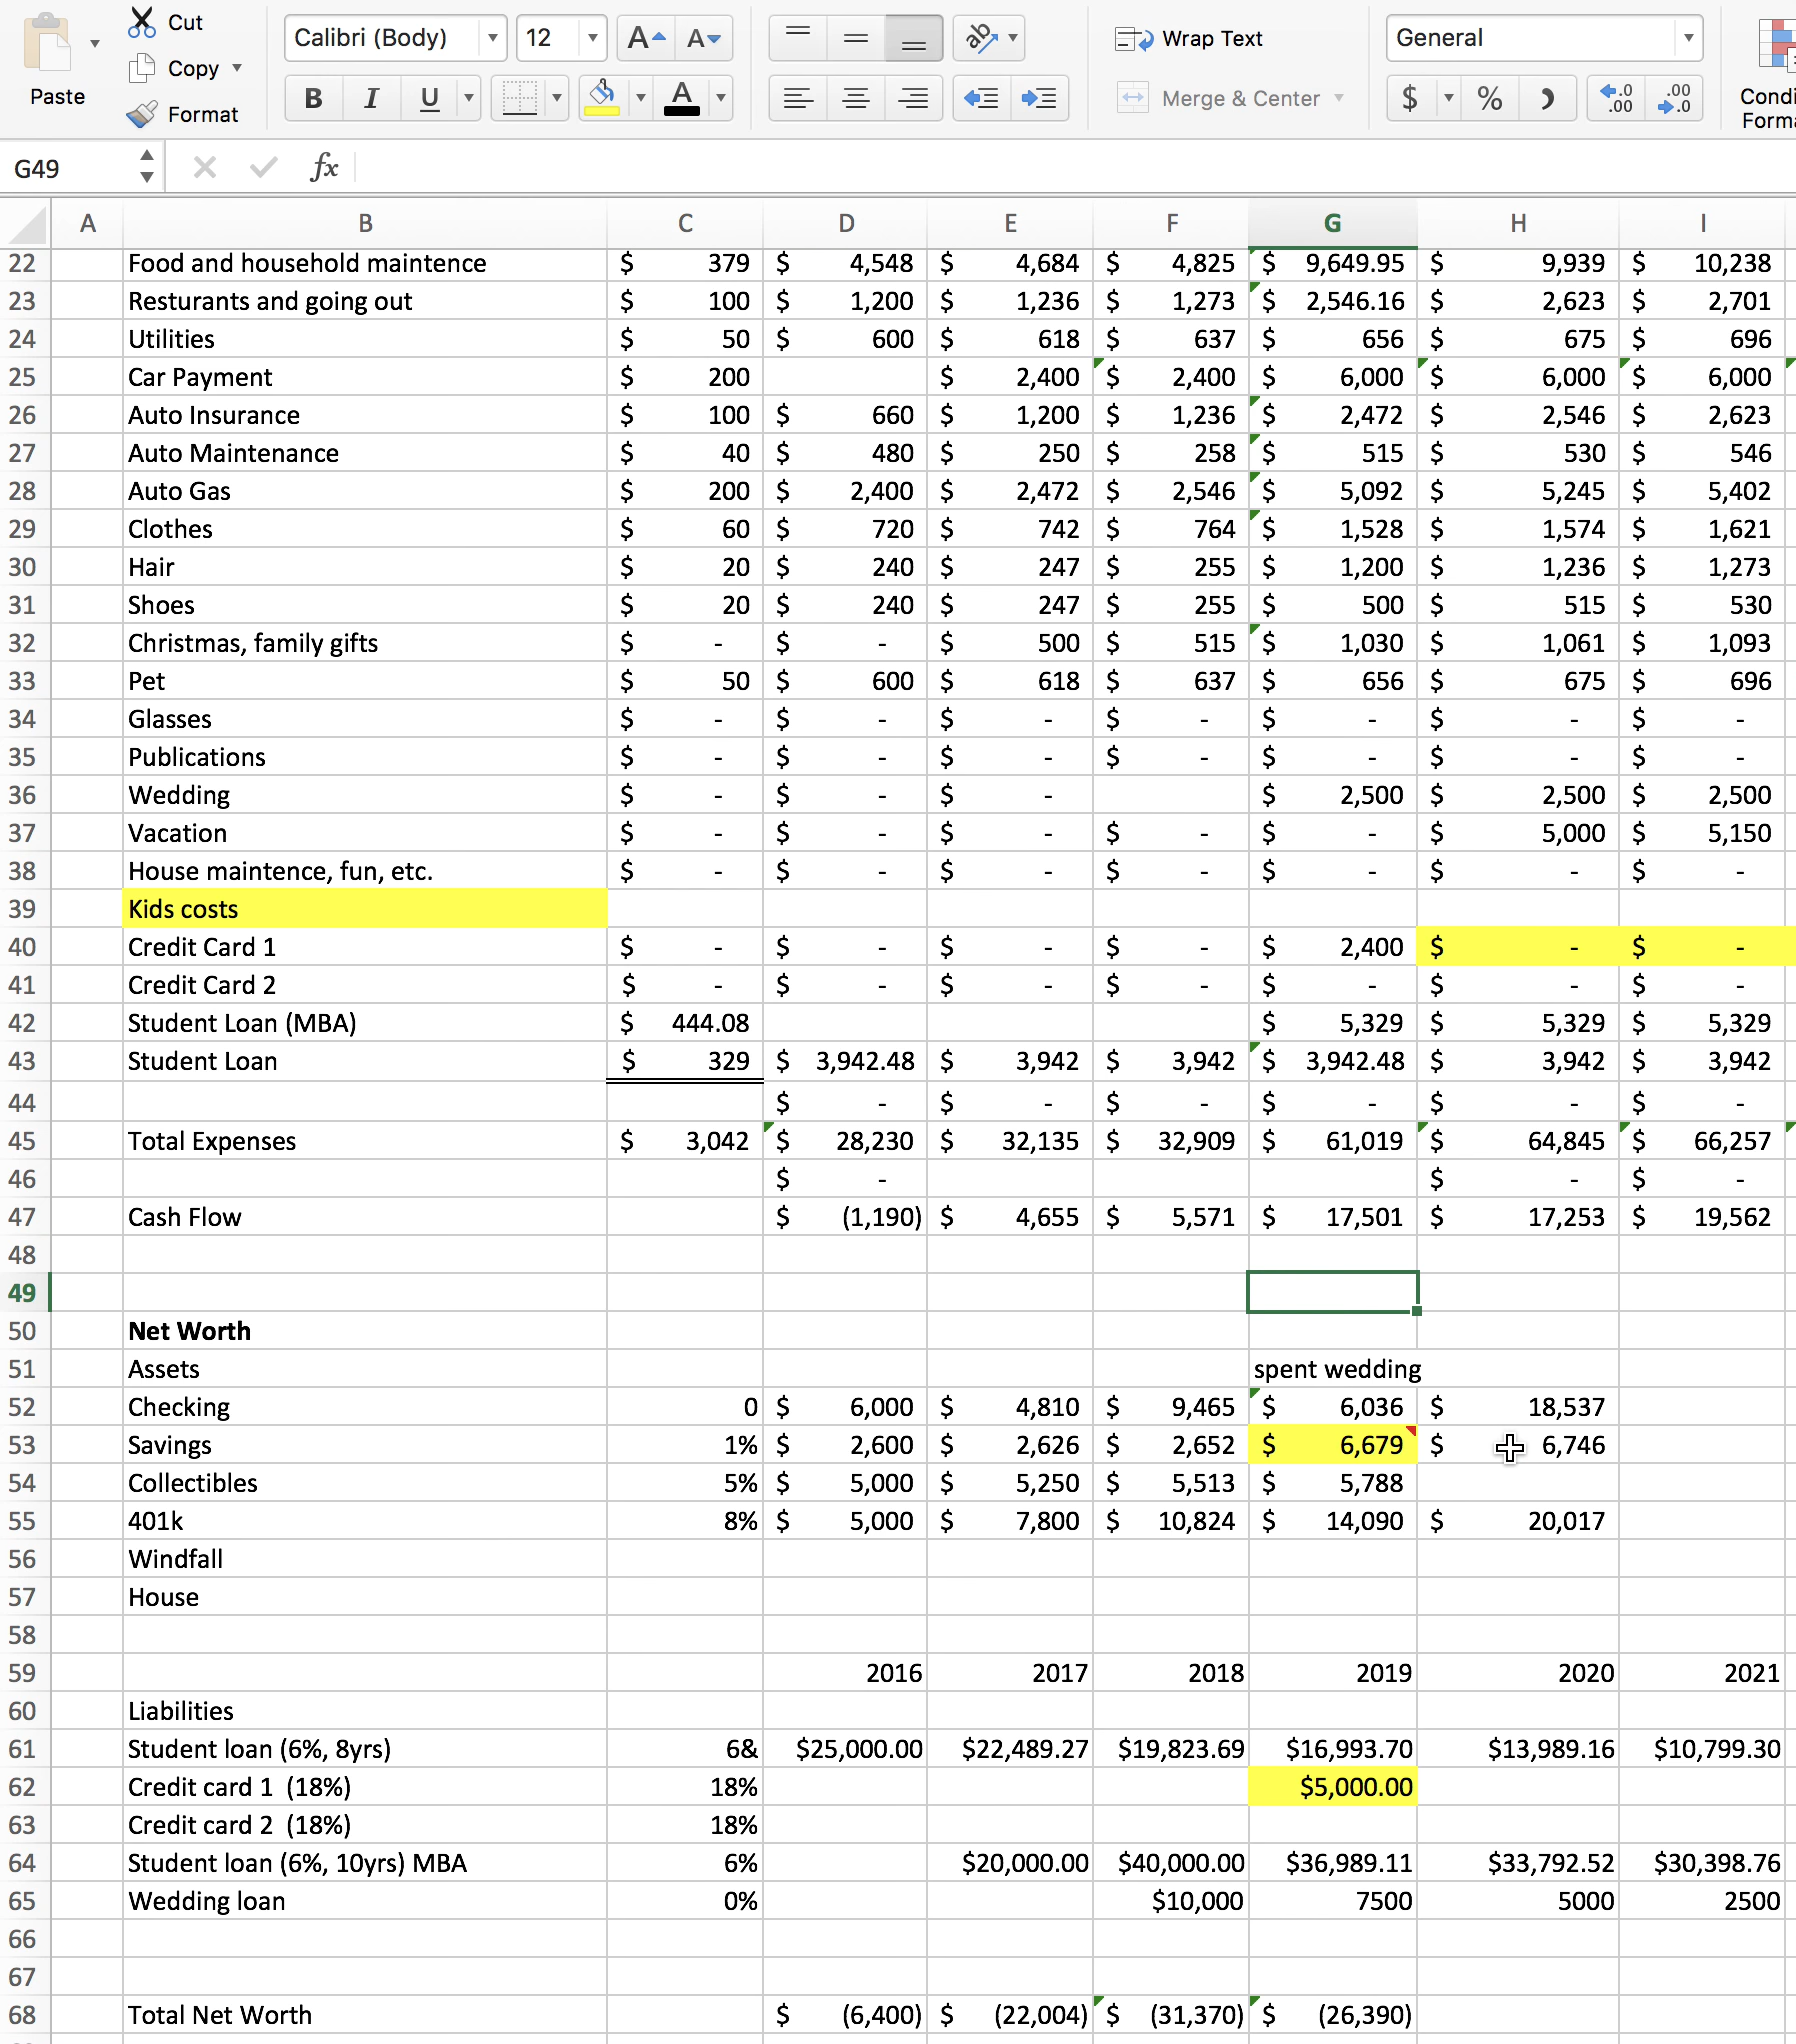 Cut
Calibri (Body) 12 A A ab Wrap Text General
Copy
Paste Format B I U A Merge & Center $ % .0 .00 .00 .0 Condi
Forma
G49 fx
A B C D E F G H I
22 Food and household maintence $ 379 $ 4,548 $ 4,684 $ 4,825 $ 9,649.95 $ 9,939 $ 10,238
23 Resturants and going out $ 100 $ 1,200 $ 1,236 $ 1,273 $ 2,546.16 $ 2,623 $ 2,701
24 Utilities $ 50 $ 600 $ 618 $ 637 $ 656 $ 675 $ 696
25 Car Payment $ 200 $ 2,400 $ 2,400 $ 6,000 $ 6,000 $ 6,000
26 Auto Insurance $ 100 $ 660 $ 1,200 $ 1,236 $ 2,472 $ 2,546 $ 2,623
27 Auto Maintenance $ 40 $ 480 $ 250 $ 258 $ 515 $ 530 $ 546
28 Auto Gas $ 200 $ 2,400 $ 2,472 $ 2,546 $ 5,092 $ 5,245 $ 5,402
29 Clothes $ 60 $ 720 $ 742 $ 764 $ 1,528 $ 1,574 $ 1,621
30 Hair $ 20 $ 240 $ 247 $ 255 $ 1,200 $ 1,236 $ 1,273
31 Shoes $ 20 $ 240 $ 247 $ 255 $ 500 $ 515 $ 530
32 Christmas, family gifts $ - $ - $ 500 $ 515 $ 1,030 $ 1,061 $ 1,093
33 Pet $ 50 $ 600 $ 618 $ 637 $ 656 $ 675 $ 696
34 Glasses $ - $ - $ - $ - $ - $ - $ -
35 Publications $ - $ - $ - $ - $ - $ - $ -
36 Wedding $ - $ - $ - $ 2,500 $ 2,500 $ 2,500
37 Vacation $ - $ - $ - $ - $ - $ 5,000 $ 5,150
38 House maintence, fun, etc. $ - $ - $ - $ - $ - $ - $ -
39 Kids costs
40 Credit Card 1 $ - $ - $ - $ - $ 2,400 $ - $ -
41 Credit Card 2 $ - $ - $ - $ - $ - $ - $ -
42 Student Loan (MBA) $ 444.08 $ 5,329 $ 5,329 $ 5,329
43 Student Loan $ 329 $ 3,942.48 $ 3,942 $ 3,942 $ 3,942.48 $ 3,942 $ 3,942
44 $ - $ - $ - $ - $ - $ -
45 Total Expenses $ 3,042 $ 28,230 $ 32,135 $ 32,909 $ 61,019 $ 64,845 $ 66,257
46 $ - $ - $ -
47 Cash Flow $ (1,190) $ 4,655 $ 5,571 $ 17,501 $ 17,253 $ 19,562
48
49
50 Net Worth
51 Assets spent wedding
52 Checking 0 $ 6,000 $ 4,810 $ 9,465 $ 6,036 $ 18,537
53 Savings 1% $ 2,600 $ 2,626 $ 2,652 $ 6,679 $ 6,746
54 Collectibles 5% $ 5,000 $ 5,250 $ 5,513 $ 5,788
55 401k 8% $ 5,000 $ 7,800 $ 10,824 $ 14,090 $ 20,017
56 Windfall
57 House
58
59 2016 2017 2018 2019 2020 2021
60 Liabilities
61 Student loan (6%, 8yrs) 6& $25,000.00 $22,489.27 $19,823.69 $16,993.70 $13,989.16 $10,799.30
62 Credit card 1 (18%) 18% $5,000.00
63 Credit card 2 (18%) 18%
64 Student loan (6%, 10yrs) MBA 6% $20,000.00 $40,000.00 $36,989.11 $33,792.52 $30,398.76
65 Wedding loan 0% $10,000 7500 5000 2500
66
67
68 Total Net Worth $ (6,400) $ (22,004) $ (31,370) $ (26,390)